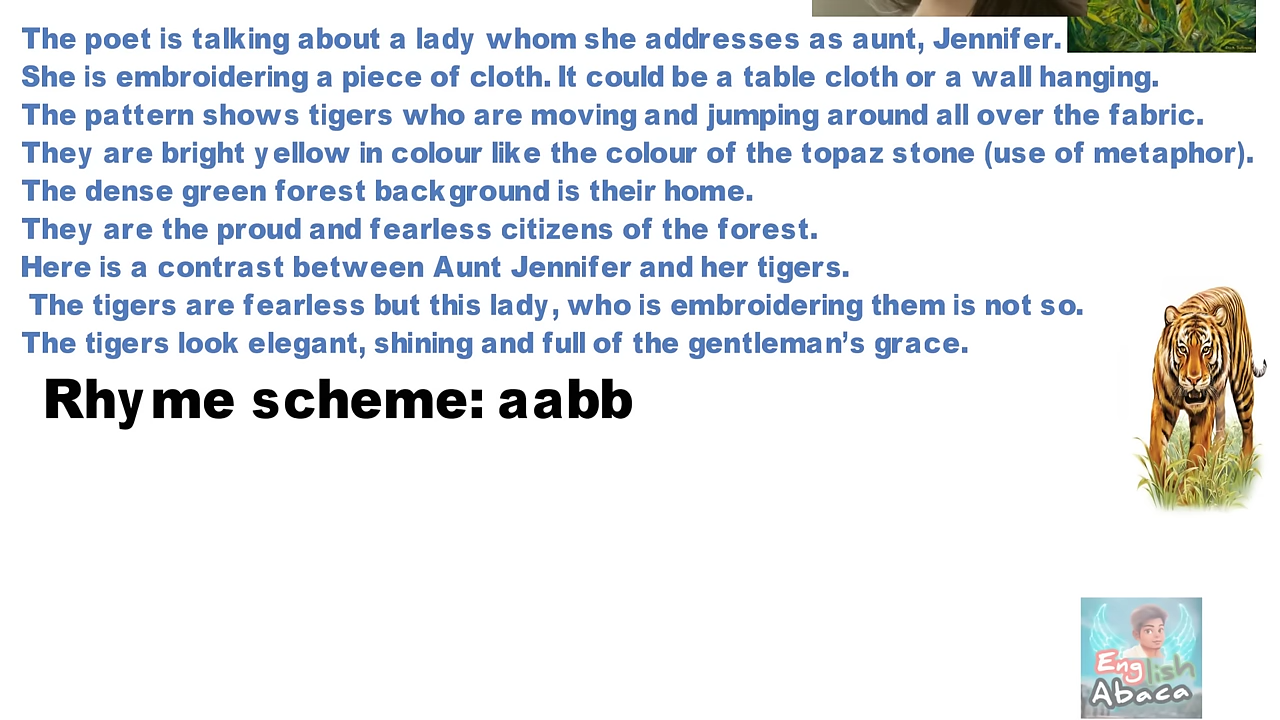 The poet is talking about a lady whom she addresses as aunt, Jennifer.
She is embroidering a piece of cloth. It could be a table cloth or a wall hanging.
The pattern shows tigers who are moving and jumping around all over the fabric.
They are bright yellow in colour like the colour of the topaz stone (use of metaphor).
The dense green forest background is their home.
They are the proud and fearless citizens of the forest.
Here is a contrast between Aunt Jennifer and her tigers.
The tigers are fearless but this lady, who is embroidering them is not so.
The tigers look elegant, shining and full of the gentleman’s grace.
Rhyme scheme: aabb
English
Abaca